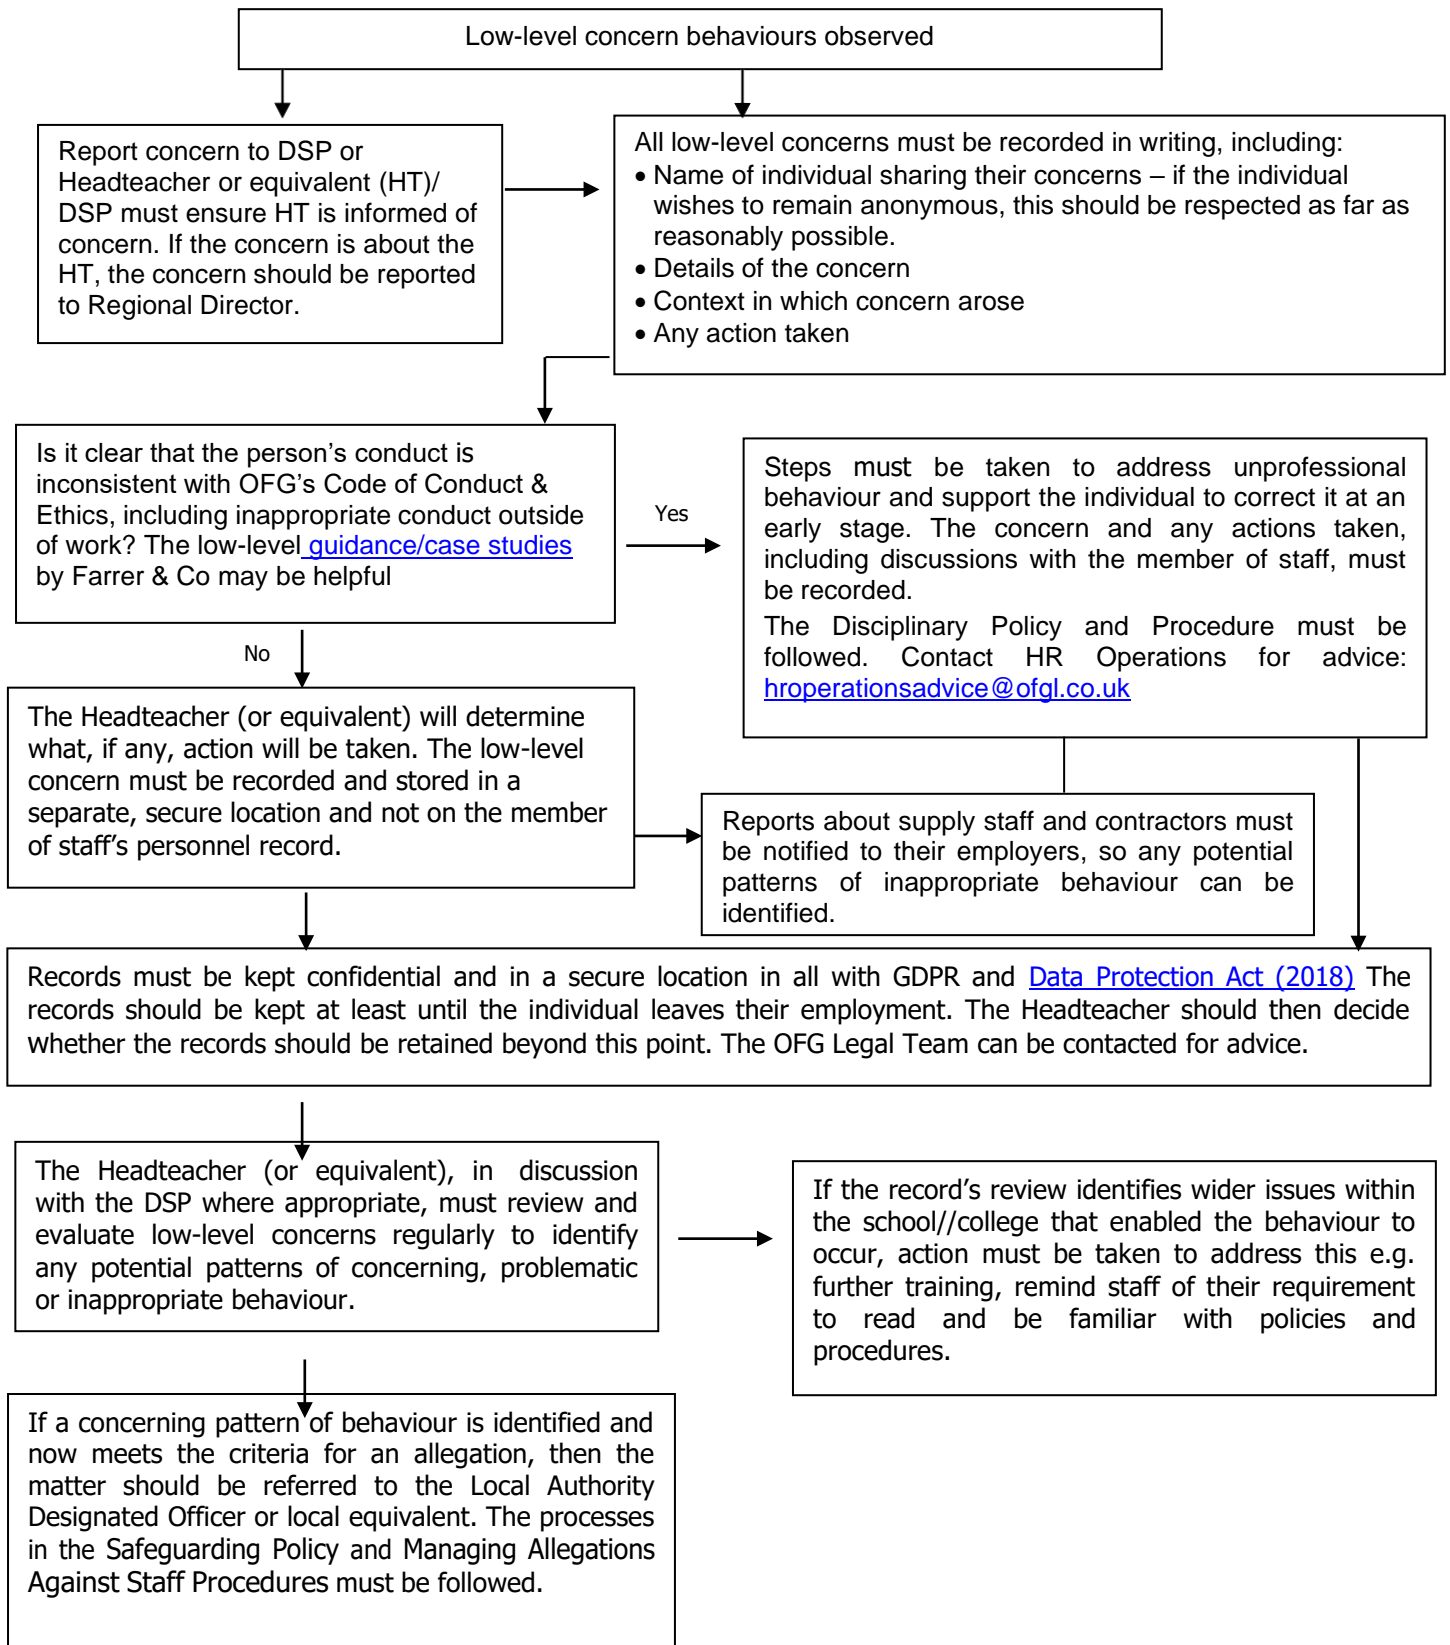 Low-level concern behaviours observed
Report concern to DSP or
Headteacher or equivalent (HT)/
DSP must ensure HT is informed of
concern. If the concern is about the
HT, the concern should be reported
to Regional Director.
All low-level concerns must be recorded in writing, including:
• Name of individual sharing their concerns – if the individual
wishes to remain anonymous, this should be respected as far as
reasonably possible.
• Details of the concern
• Context in which concern arose
• Any action taken
Is it clear that the person's conduct is
inconsistent with OFG's Code of Conduct &
Ethics, including inappropriate conduct outside
of work? The low-level guidance/case studies
by Farrer & Co may be helpful
Yes
Steps must be taken to address unprofessional
behaviour and support the individual to correct it at an
early stage. The concern and any actions taken,
including discussions with the member of staff, must
be recorded.
The Disciplinary Policy and Procedure must be
followed. Contact HR Operations for advice:
hroperationsadvice@ofgl.co.uk
No
The Headteacher (or equivalent) will determine
what, if any, action will be taken. The low-level
concern must be recorded and stored in a
separate, secure location and not on the member
of staff's personnel record.
Reports about supply staff and contractors must
be notified to their employers, so any potential
patterns of inappropriate behaviour can be
identified.
Records must be kept confidential and in a secure location in all with GDPR and Data Protection Act (2018) The
records should be kept at least until the individual leaves their employment. The Headteacher should then decide
whether the records should be retained beyond this point. The OFG Legal Team can be contacted for advice.
The Headteacher (or equivalent), in discussion
with the DSP where appropriate, must review and
evaluate low-level concerns regularly to identify
any potential patterns of concerning, problematic
or inappropriate behaviour.
If the record's review identifies wider issues within
the school//college that enabled the behaviour to
occur, action must be taken to address this e.g.
further training, remind staff of their requirement
to read and be familiar with policies and
procedures.
If a concerning pattern of behaviour is identified and
now meets the criteria for an allegation, then the
matter should be referred to the Local Authority
Designated Officer or local equivalent. The processes
in the Safeguarding Policy and Managing Allegations
Against Staff Procedures must be followed.